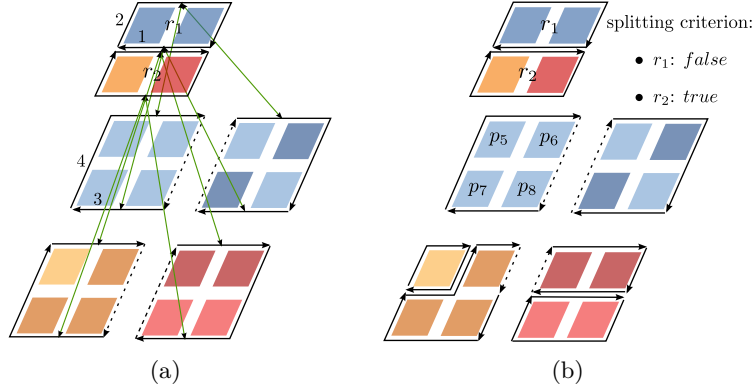 2
r₁
1
r₂
4
3
(a)
r₁
r₂
splitting criterion:
• r₁: false
• r₂: true
p₅ p₆
p₇ p₈
(b)